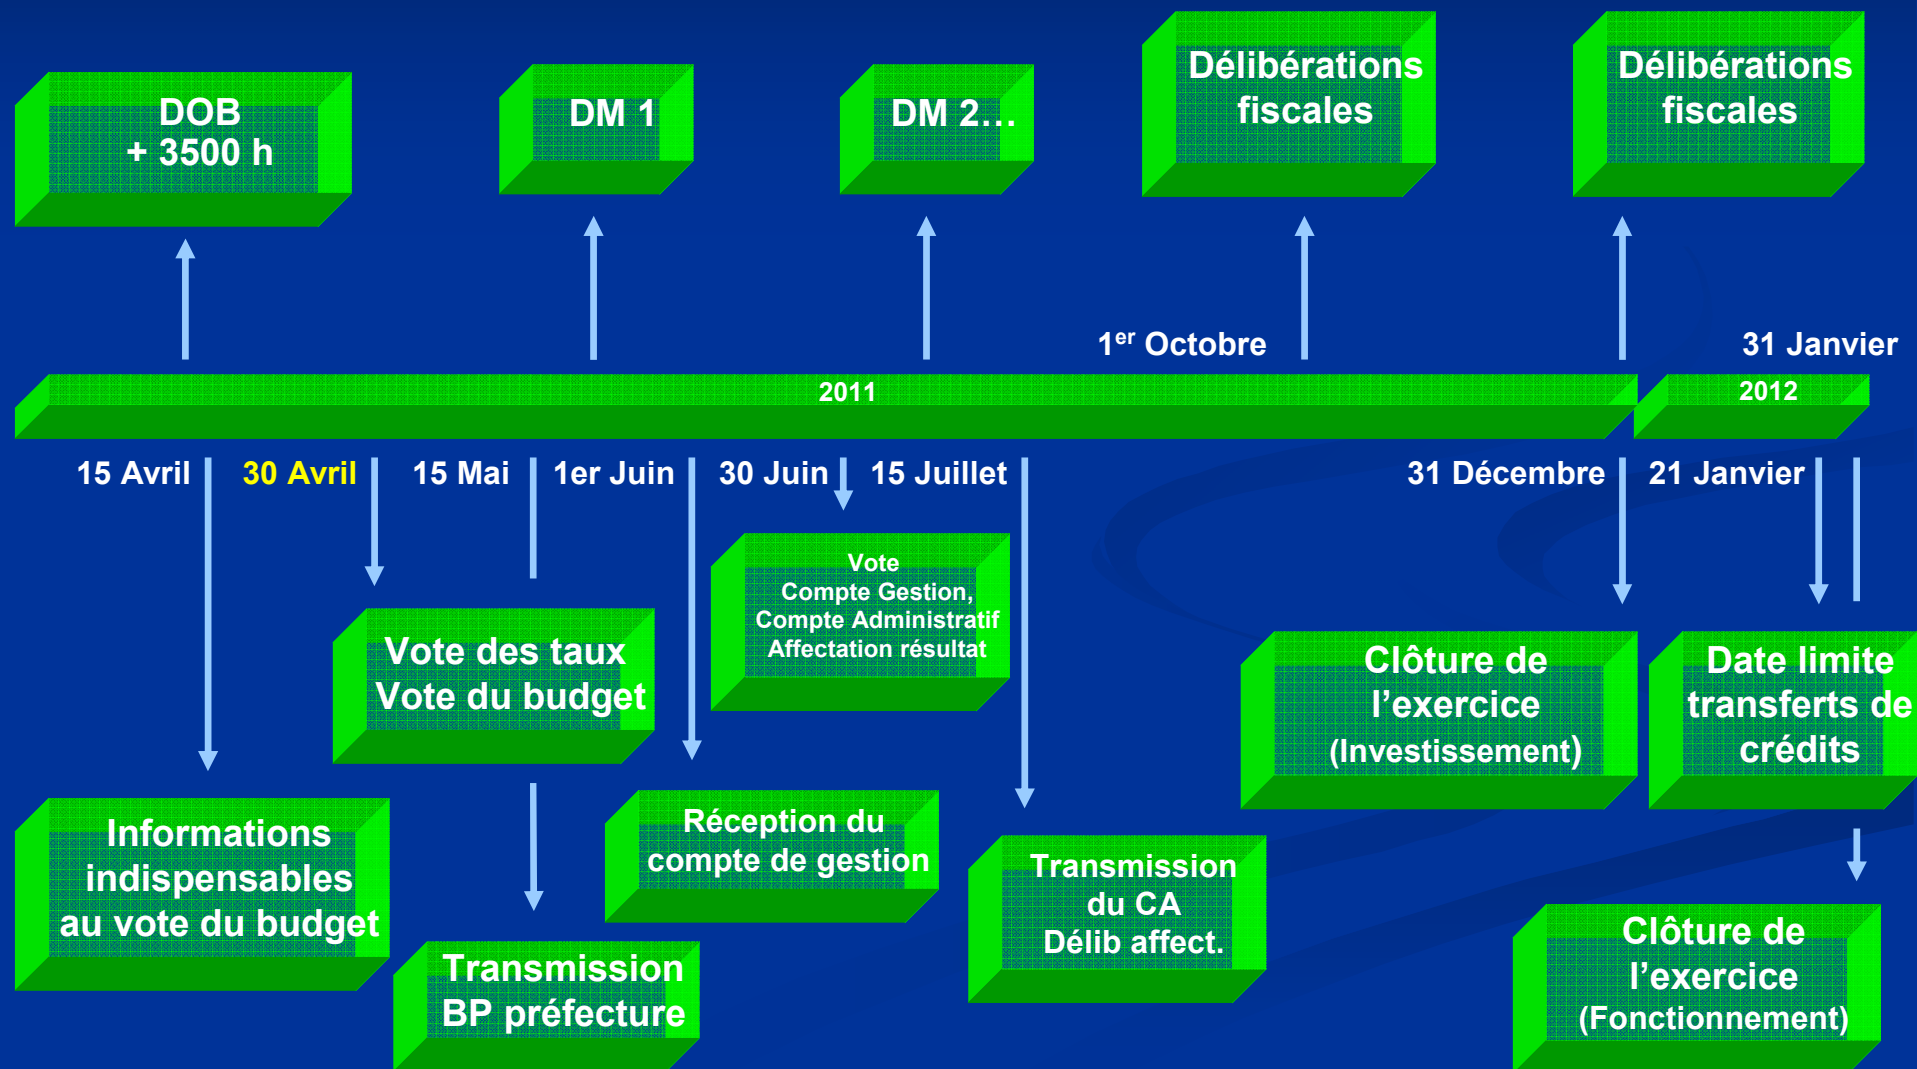 DOB
+ 3500 h
DM 1
DM 2…
Délibérations
fiscales
Délibérations
fiscales
1er Octobre
31 Janvier
2011
2012
15 Avril
30 Avril
15 Mai
1er Juin
30 Juin
15 Juillet
31 Décembre
21 Janvier
Vote
Compte Gestion,
Compte Administratif
Affectation résultat
Vote des taux
Vote du budget
Clôture de
l’exercice
(Investissement)
Date limite
transferts de
crédits
Informations
indispensables
au vote du budget
Réception du
compte de gestion
Transmission
du CA
Délib affect.
Transmission
BP préfecture
Clôture de
l’exercice
(Fonctionnement)